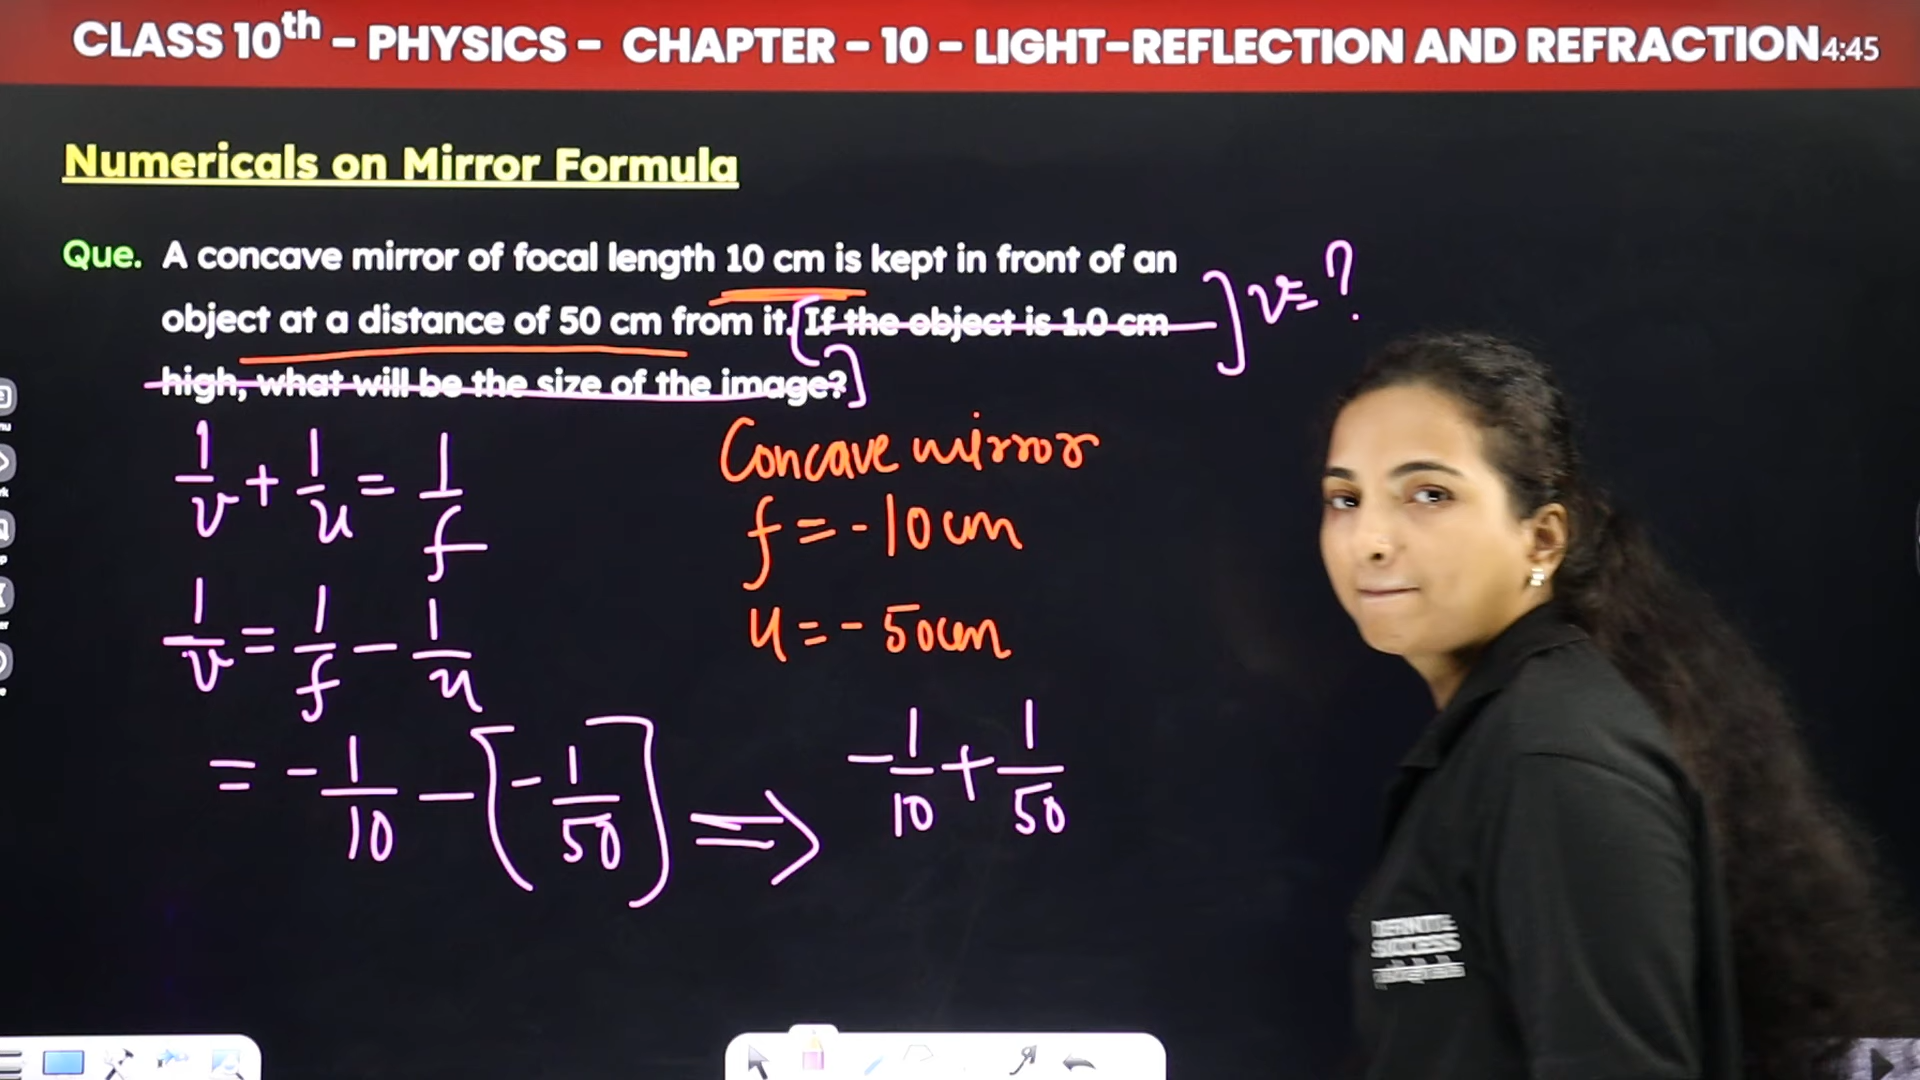 CLASS 10th – PHYSICS – CHAPTER – 10 – LIGHT-REFLECTION AND REFRACTION 4:45
Numericals on Mirror Formula
Que. A concave mirror of focal length 10 cm is kept in front of an
object at a distance of 50 cm from it. [If the object is 1.0 cm ] v=?
high, what will be the size of the image?]
1/v + 1/u = 1/f
Concave mirror
f = -10cm
1/v = 1/f - 1/u
u = - 50cm
= - 1/10 - [- 1/50] ⇒ - 1/10 + 1/50
DEFINITE
SUCCESS